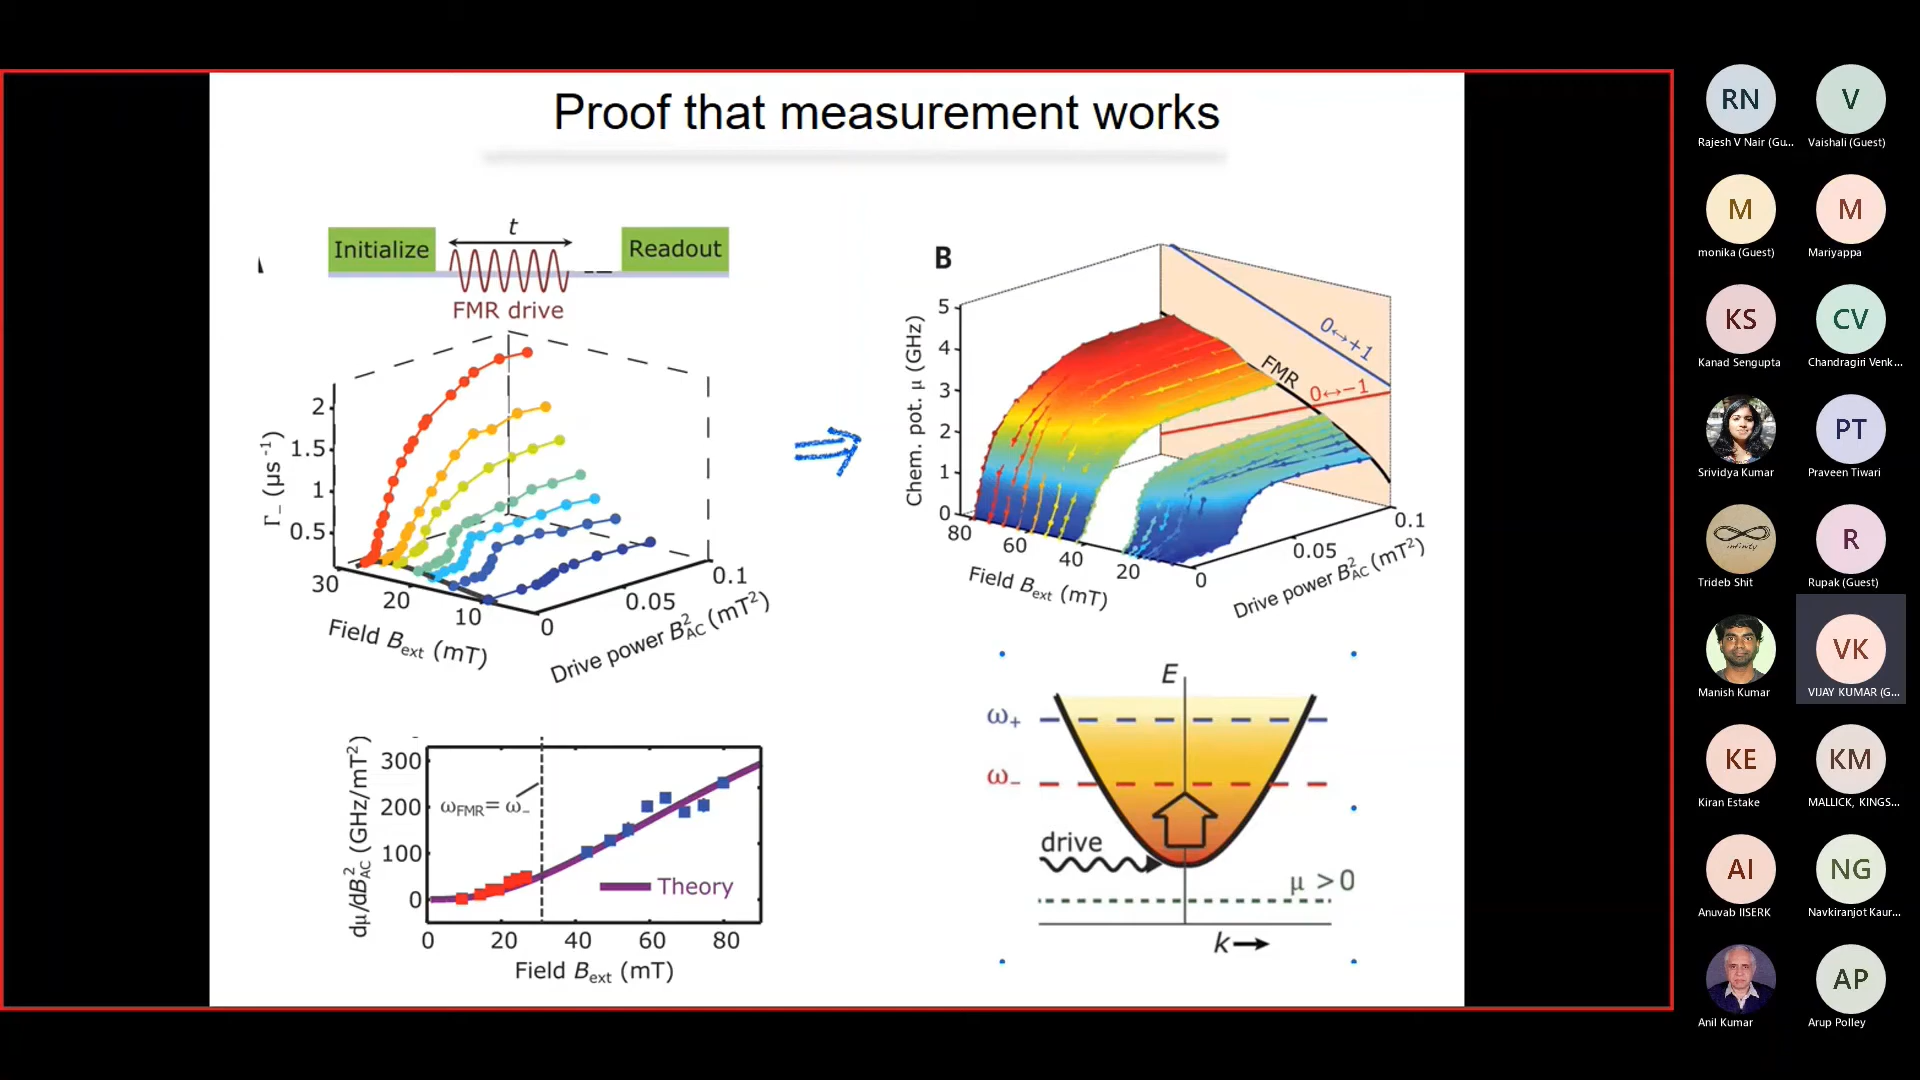 Proof that measurement works
Initialize
t
Readout
FMR drive
Γ₋ (μs⁻¹)
2
1.5
1
0.5
30
20
10
0
0.05
0.1
Field B_ext (mT)
Drive power B²_AC (mT²)
B
Chem. pot. μ (GHz)
5
4
3
2
1
0
80
60
40
20
0
0.05
0.1
Field B_ext (mT)
Drive power B²_AC (mT²)
0↔+1
FMR
0↔−1
dμ/dB²_AC (GHz/mT²)
300
200
100
0
ω_FMR = ω₋
Theory
0
20
40
60
80
Field B_ext (mT)
E
ω₊
ω₋
drive
μ >0
k
RN
Rajesh V Nair (Gu...
V
Vaishali (Guest)
M
monika (Guest)
M
Mariyappa
KS
Kanad Sengupta
CV
Chandragiri Venk...
Srividya Kumar
PT
Praveen Tiwari
infinity
Trideb Shit
R
Rupak (Guest)
Manish Kumar
VK
VIJAY KUMAR (G...
KE
Kiran Estake
KM
MALLICK, KINGS...
AI
Anuvab IISERK
NG
Navkiranjot Kaur...
Anil Kumar
AP
Arup Polley